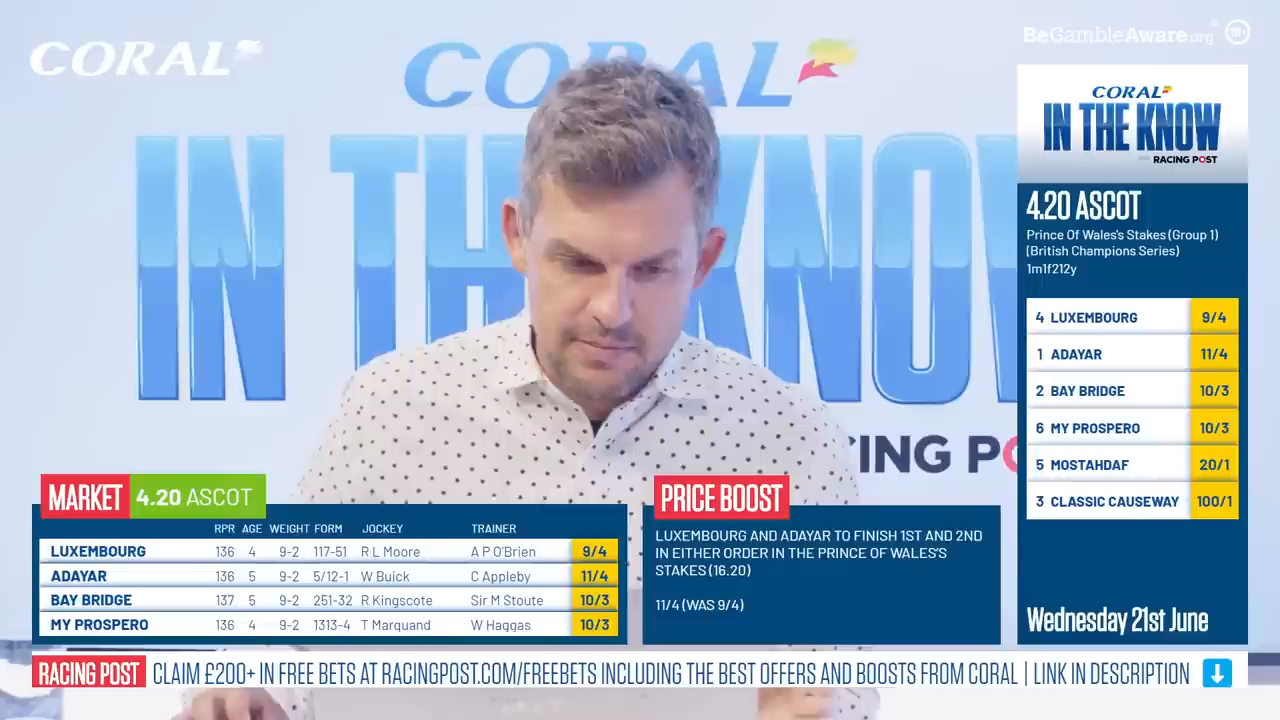 CORAL
CORAL
IN THE KNOW
ING P
BeGambleAware.org 18+
CORAL
IN THE KNOW
RACING POST
4.20 ASCOT
Prince Of Wales's Stakes (Group 1)
(British Champions Series)
1m1f212y
4 LUXEMBOURG 9/4
1 ADAYAR 11/4
2 BAY BRIDGE 10/3
6 MY PROSPERO 10/3
5 MOSTAHDAF 20/1
3 CLASSIC CAUSEWAY 100/1
Wednesday 21st June
MARKET 4.20 ASCOT
RPR AGE WEIGHT FORM JOCKEY TRAINER
LUXEMBOURG 136 4 9-2 117-51 R L Moore A P O'Brien 9/4
ADAYAR 136 5 9-2 5/12-1 W Buick C Appleby 11/4
BAY BRIDGE 137 5 9-2 251-32 R Kingscote Sir M Stoute 10/3
MY PROSPERO 136 4 9-2 1313-4 T Marquand W Haggas 10/3
PRICE BOOST
LUXEMBOURG AND ADAYAR TO FINISH 1ST AND 2ND
IN EITHER ORDER IN THE PRINCE OF WALES'S
STAKES (16.20)
11/4 (WAS 9/4)
RACING POST CLAIM £200+ IN FREE BETS AT RACINGPOST.COM/FREEBETS INCLUDING THE BEST OFFERS AND BOOSTS FROM CORAL | LINK IN DESCRIPTION